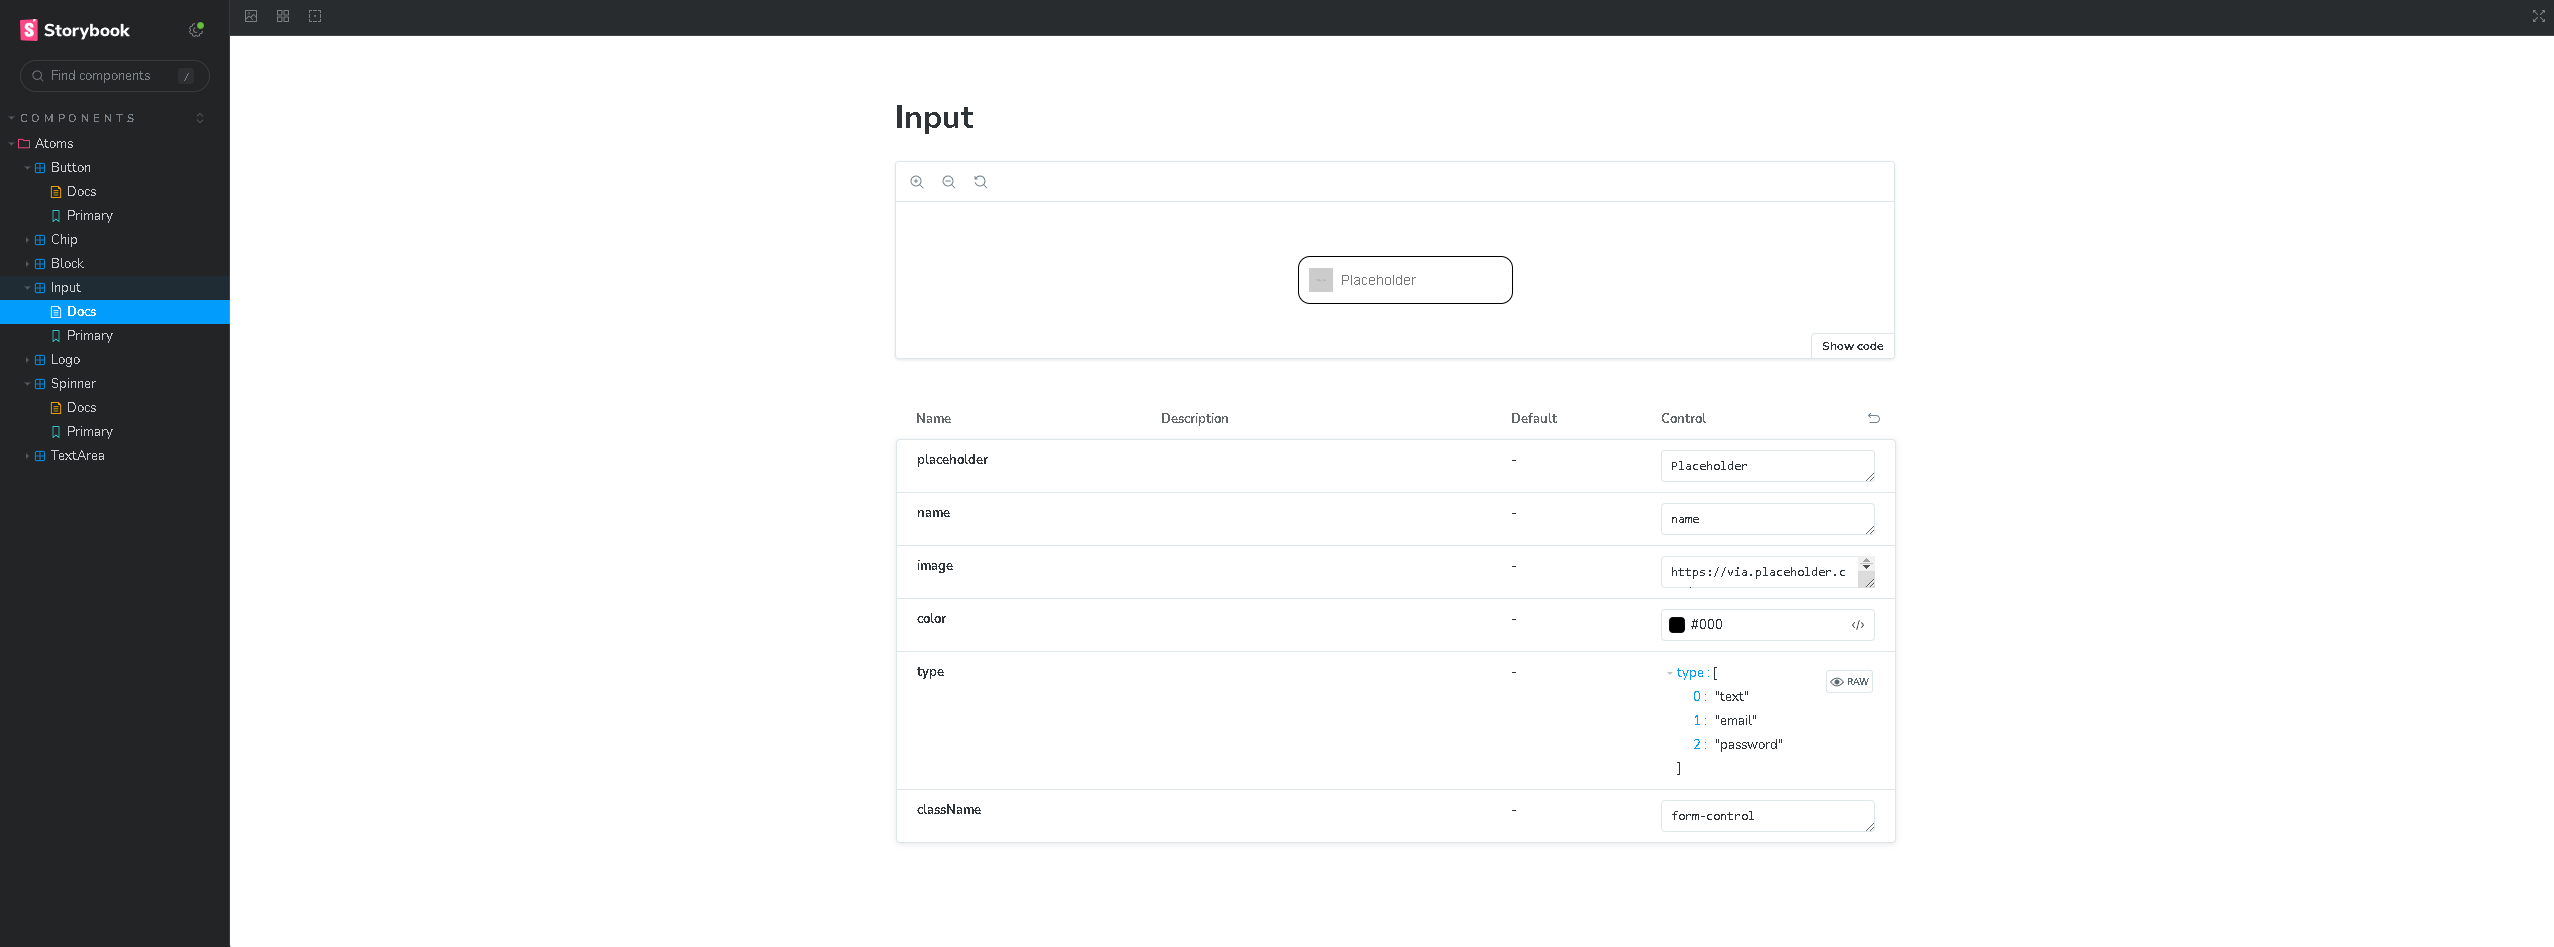 Storybook
Find components
/
COMPONENTS
Atoms
Button
Docs
Primary
Chip
Block
Input
Docs
Primary
Logo
Spinner
Docs
Primary
TextArea
Input
Placeholder
Show code
Name Description Default Control
placeholder - Placeholder
name - name
image - https://via.placeholder.c
color - #000
type - type : [
RAW
0 : "text"
1 : "email"
2 : "password"
]
className - form-control